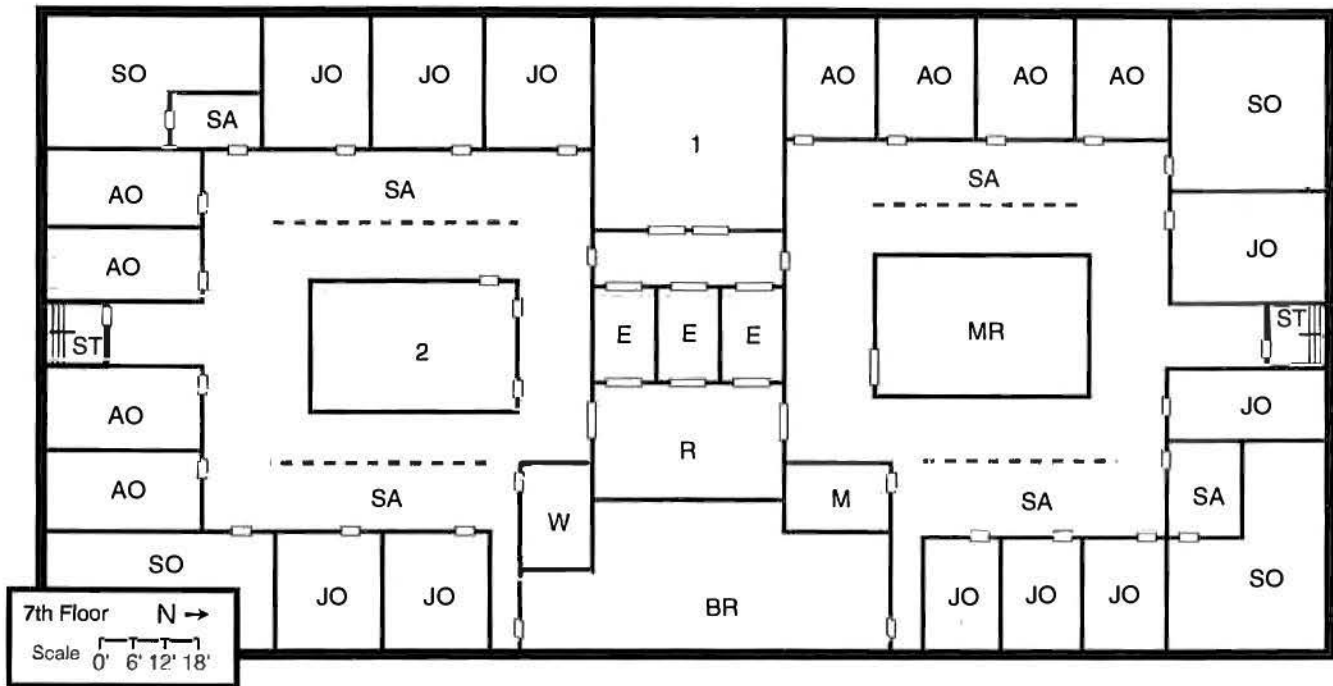 SO JO JO JO AO AO AO AO SO
SA
1
AO SA SA
AO JO
ST 2 E E E MR ST
AO JO
R
AO SA W M SA SA
SO JO JO BR JO JO JO SO
7th Floor N →
Scale 0' 6' 12' 18'